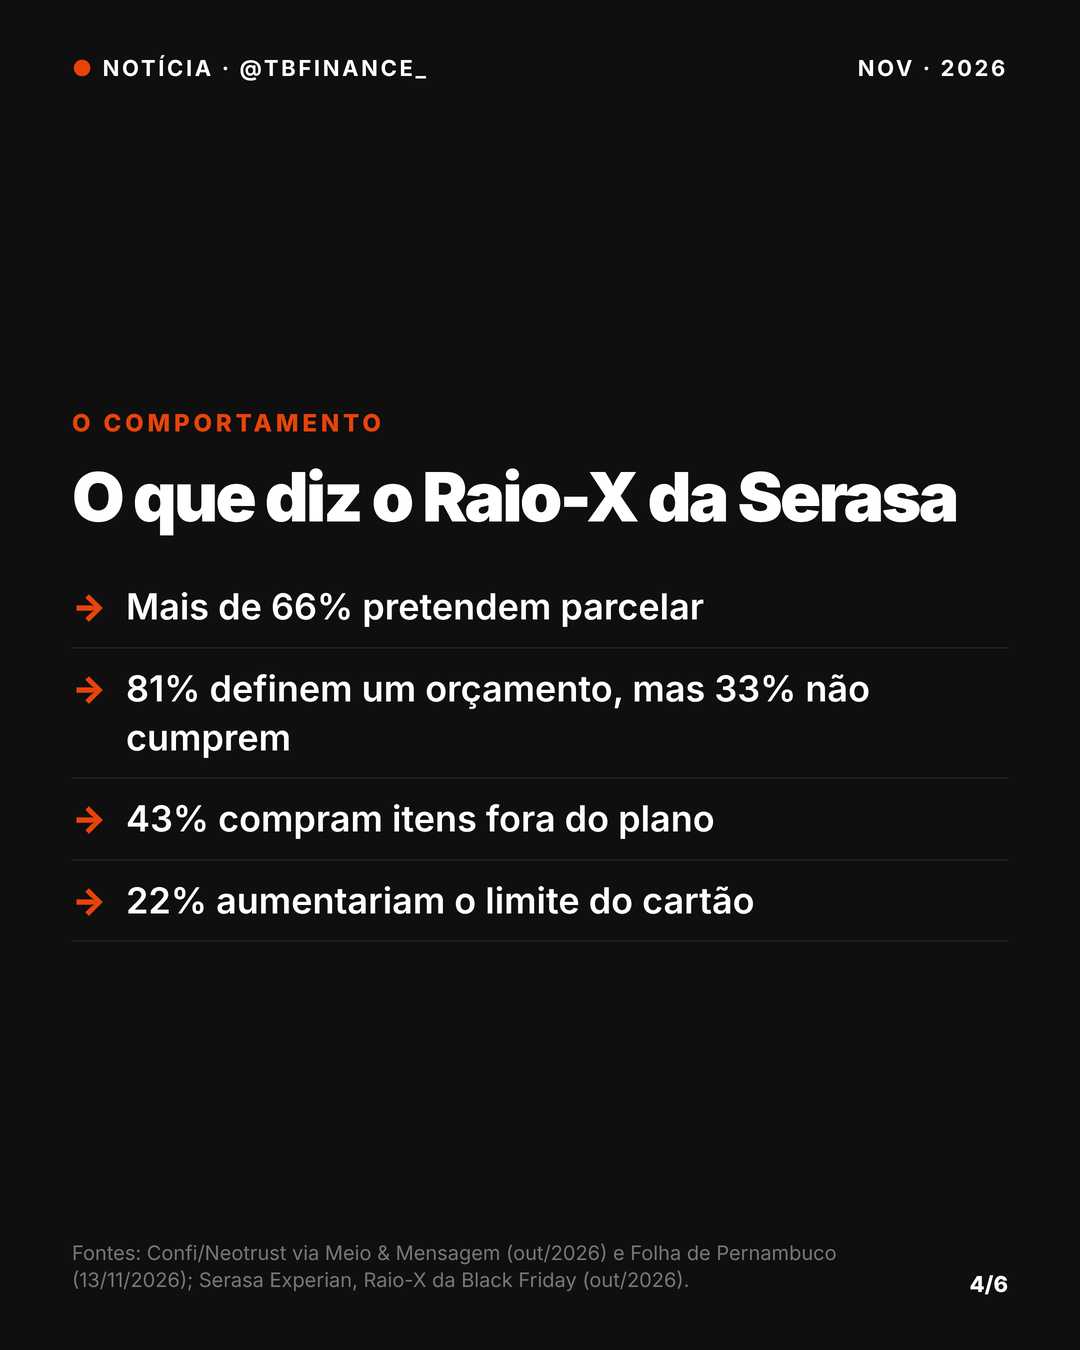 NOTÍCIA · @TBFINANCE_
NOV · 2026
O COMPORTAMENTO
O que diz o Raio-X da Serasa
→ Mais de 66% pretendem parcelar
→ 81% definem um orçamento, mas 33% não
cumprem
→ 43% compram itens fora do plano
→ 22% aumentariam o limite do cartão
Fontes: Confi/Neotrust via Meio & Mensagem (out/2026) e Folha de Pernambuco
(13/11/2026); Serasa Experian, Raio-X da Black Friday (out/2026).
4/6